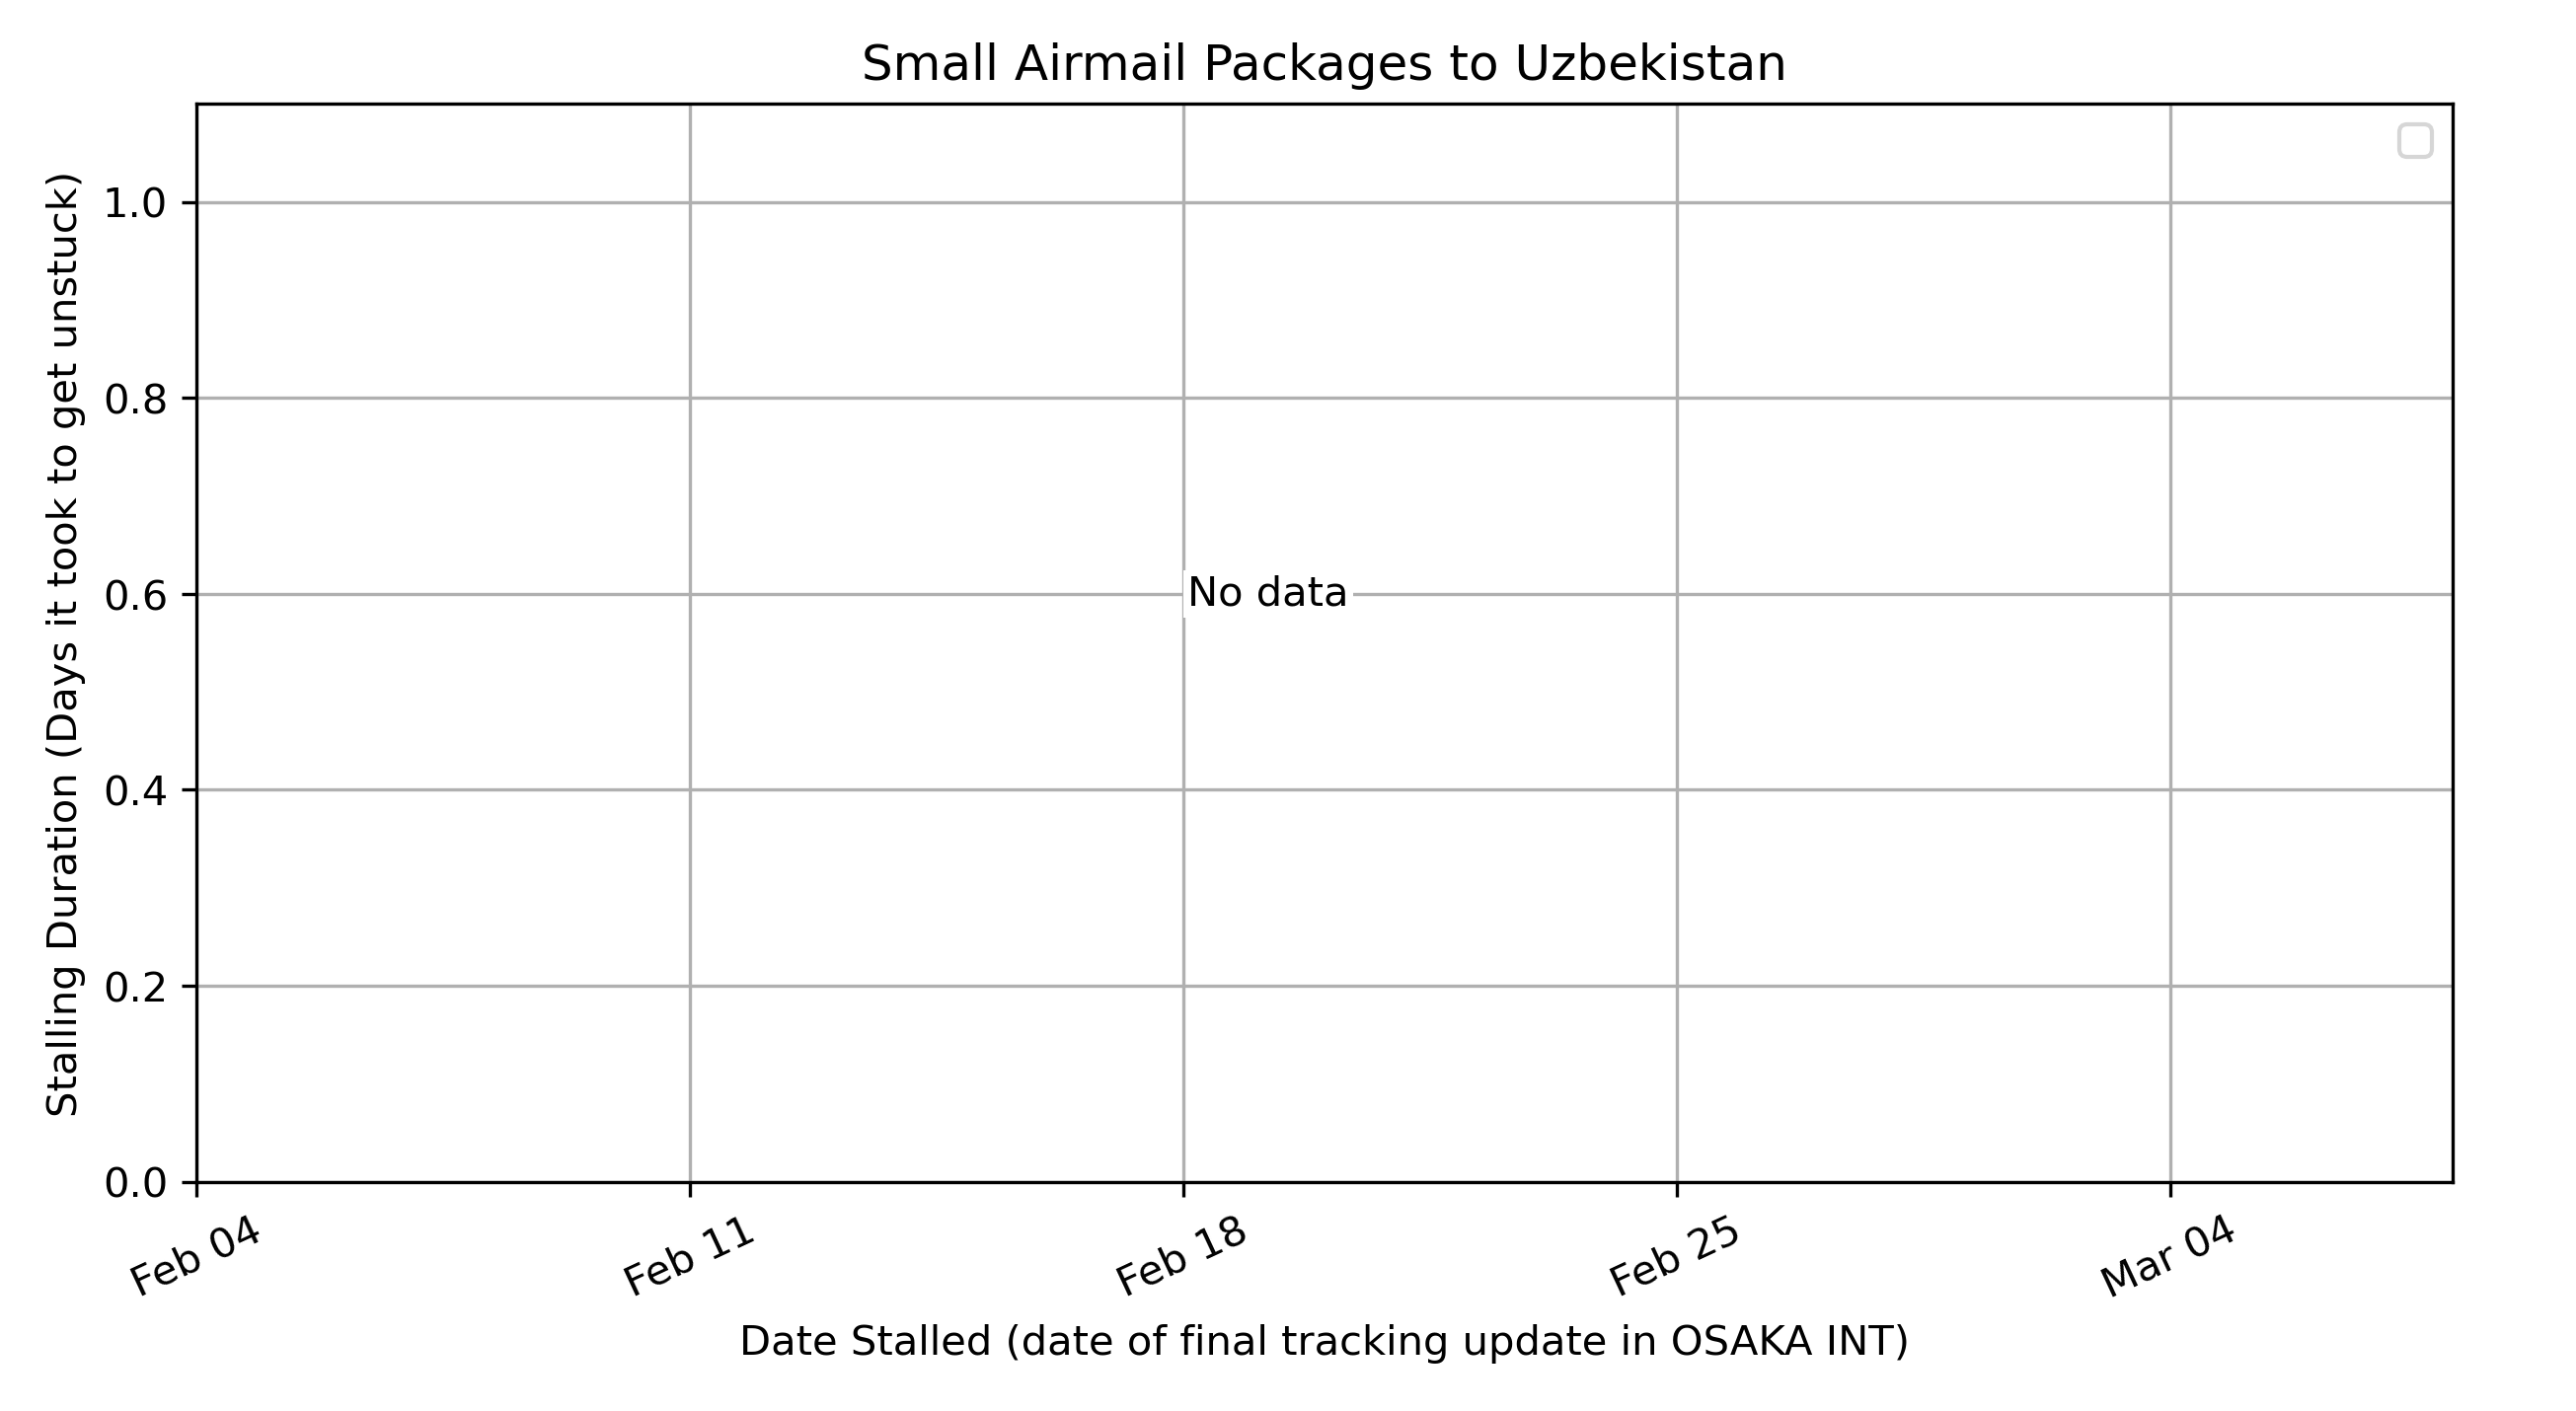 Small Airmail Packages to Uzbekistan
Stalling Duration (Days it took to get unstuck)
1.0
0.8
0.6
0.4
0.2
0.0
No data
Feb 04
Feb 11
Feb 18
Feb 25
Mar 04
Date Stalled (date of final tracking update in OSAKA INT)